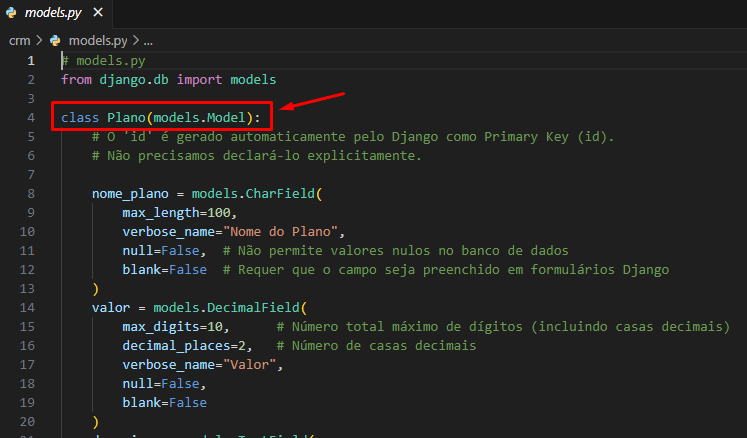 models.py
crm > models.py > ...
1 # models.py
2 from django.db import models
3
4 class Plano(models.Model):
5 # O 'id' é gerado automaticamente pelo Django como Primary Key (id).
6 # Não precisamos declará-lo explicitamente.
7
8 nome_plano = models.CharField(
9 max_length=100,
10 verbose_name="Nome do Plano",
11 null=False, # Não permite valores nulos no banco de dados
12 blank=False # Requer que o campo seja preenchido em formulários Django
13 )
14 valor = models.DecimalField(
15 max_digits=10, # Número total máximo de dígitos (incluindo casas decimais)
16 decimal_places=2, # Número de casas decimais
17 verbose_name="Valor",
18 null=False,
19 blank=False
20 )